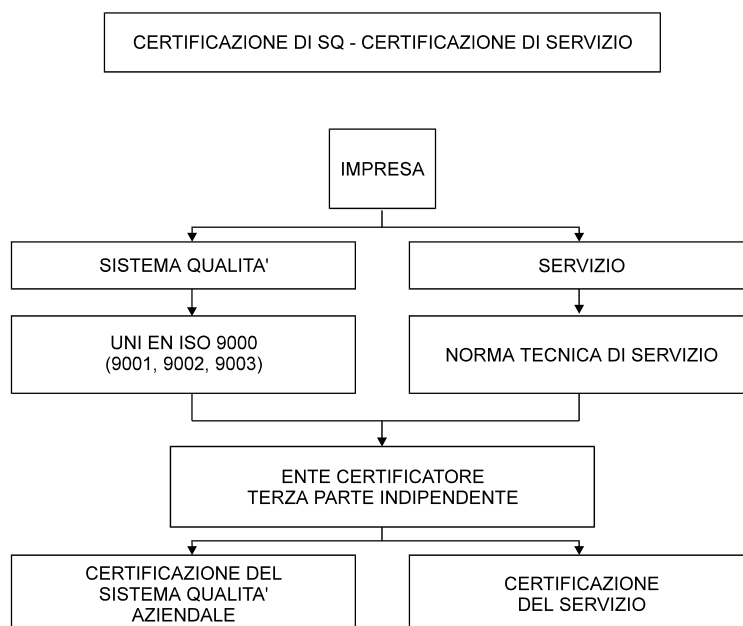 CERTIFICAZIONE DI SQ - CERTIFICAZIONE DI SERVIZIO
IMPRESA
SISTEMA QUALITA'
SERVIZIO
UNI EN ISO 9000
(9001, 9002, 9003)
NORMA TECNICA DI SERVIZIO
ENTE CERTIFICATORE
TERZA PARTE INDIPENDENTE
CERTIFICAZIONE DEL
SISTEMA QUALITA'
AZIENDALE
CERTIFICAZIONE
DEL SERVIZIO